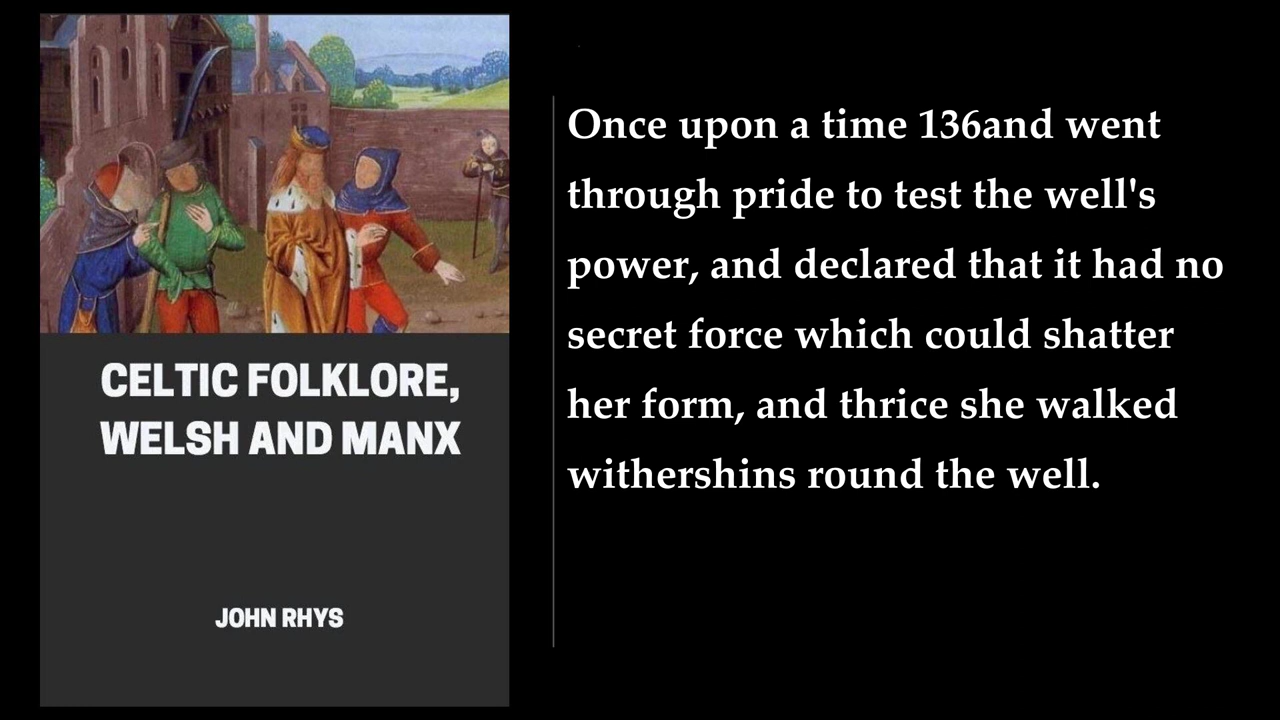 CELTIC FOLKLORE,
WELSH AND MANX
JOHN RHYS
Once upon a time 136and went
through pride to test the well's
power, and declared that it had no
secret force which could shatter
her form, and thrice she walked
withershins round the well.